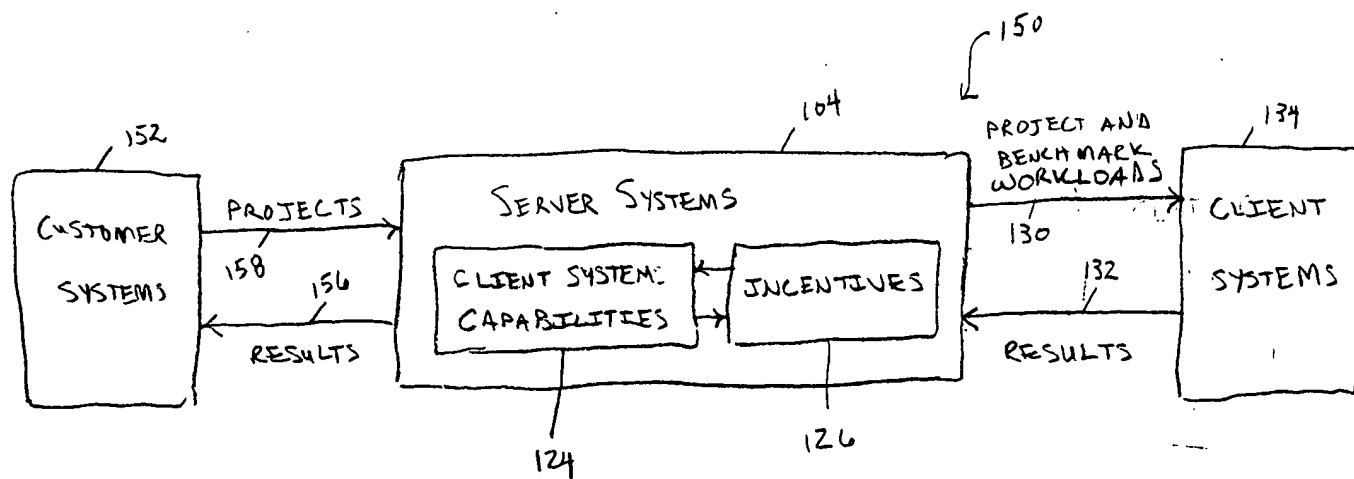 150
152
104
134
PROJECT AND
BENCHMARK
WORKLOADS
CUSTOMER
SYSTEMS
PROJECTS
158
156
RESULTS
SERVER SYSTEMS
CLIENT SYSTEM
CAPABILITIES
INCENTIVES
124
126
130
132
RESULTS
CLIENT
SYSTEMS